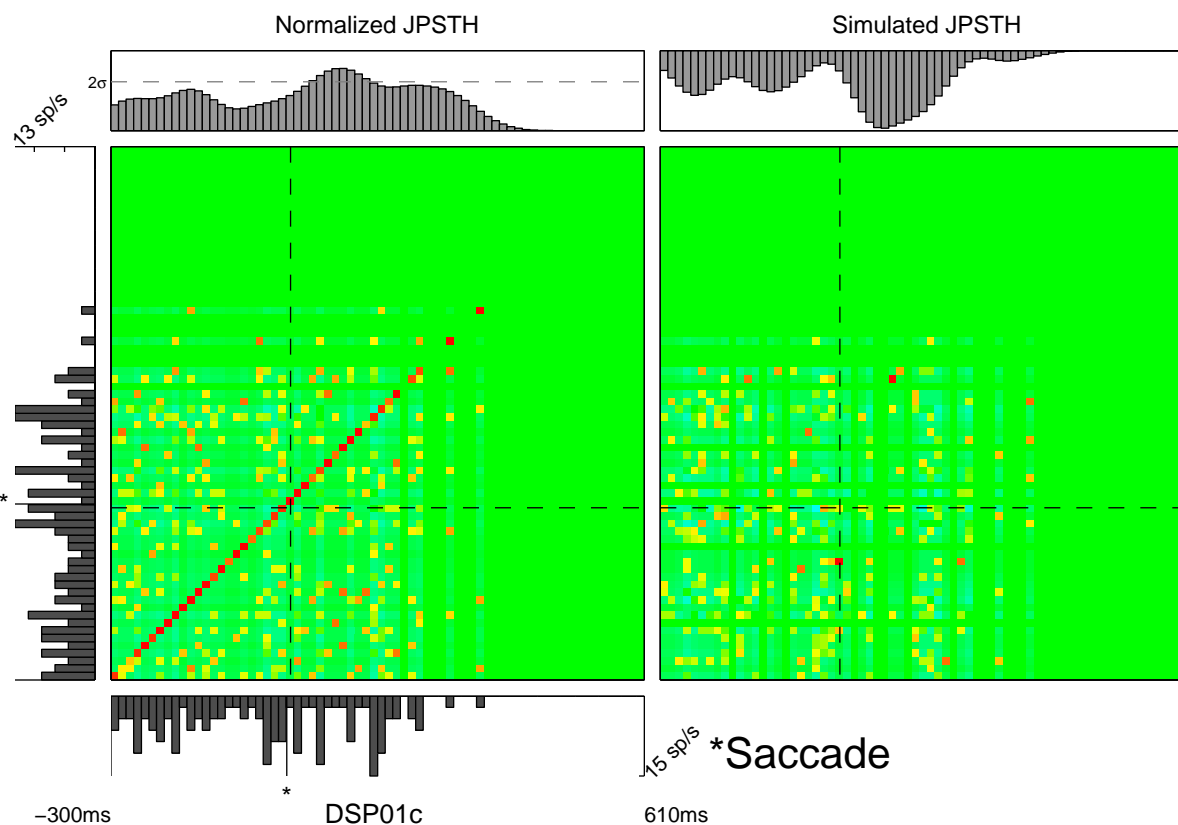 Normalized JPSTH
Simulated JPSTH
2σ
13 sp/s
*
15 sp/s
*Saccade
*
−300ms
DSP01c
610ms